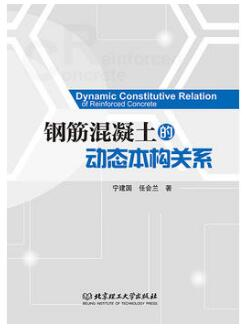 Dynamic Constitutive Relation
of Reinforced Concrete
钢筋混凝土的
动态本构关系
宁建国 任会兰 著
北京理工大学出版社
BEIJING INSTITUTE OF TECHNOLOGY PRESS